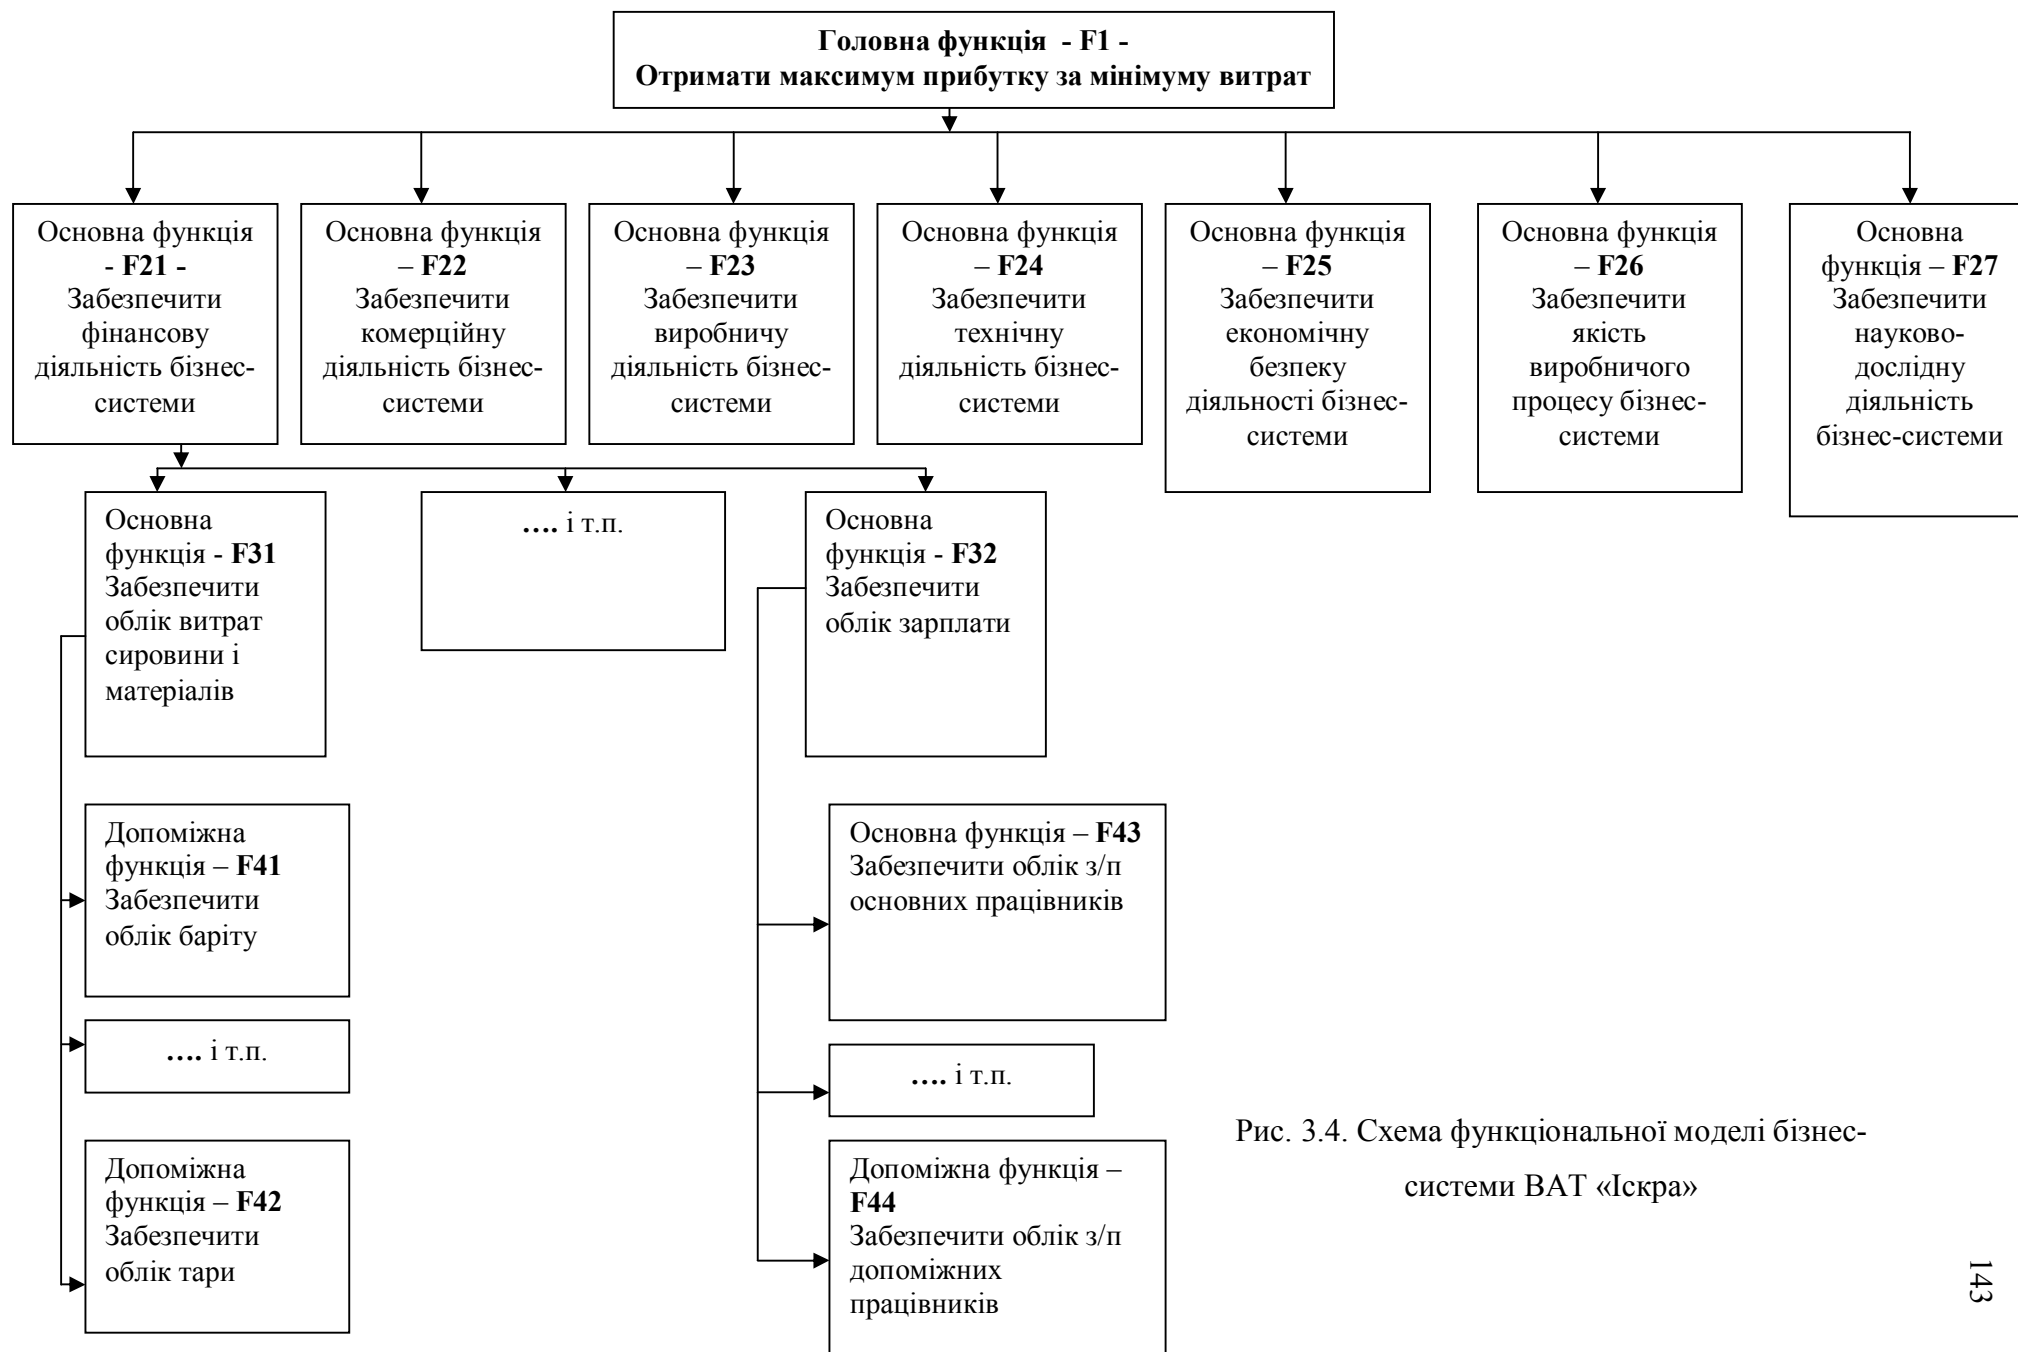 Головна функція - F1 -
Отримати максимум прибутку за мінімуму витрат
Основна функція
- F21 -
Забезпечити
фінансову
діяльність бізнес-
системи
Основна функція
– F22
Забезпечити
комерційну
діяльність бізнес-
системи
Основна функція
– F23
Забезпечити
виробничу
діяльність бізнес-
системи
Основна функція
– F24
Забезпечити
технічну
діяльність бізнес-
системи
Основна функція
– F25
Забезпечити
економічну
безпеку
діяльності бізнес-
системи
Основна функція
– F26
Забезпечити
якість
виробничого
процесу бізнес-
системи
Основна
функція – F27
Забезпечити
науково-
дослідну
діяльність
бізнес-системи
Основна
функція - F31
Забезпечити
облік витрат
сировини і
матеріалів
.... і т.п.
Основна
функція - F32
Забезпечити
облік зарплати
Допоміжна
функція – F41
Забезпечити
облік баріту
.... і т.п.
Допоміжна
функція – F42
Забезпечити
облік тари
Основна функція – F43
Забезпечити облік з/п
основних працівників
.... і т.п.
Допоміжна функція –
F44
Забезпечити облік з/п
допоміжних
працівників
Рис. 3.4. Схема функціональної моделі бізнес-
системи ВАТ «Іскра»
143